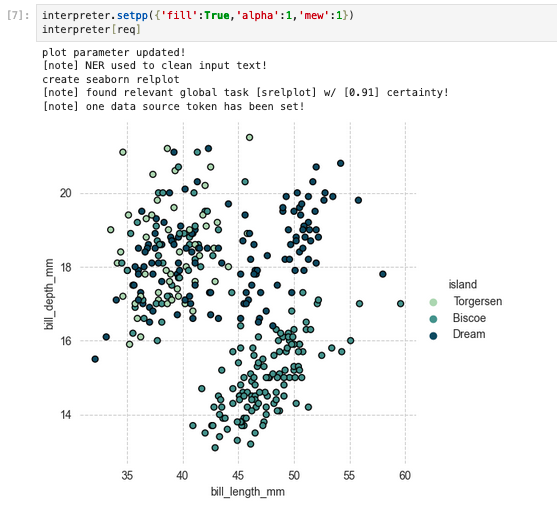 [7]: interpreter.setpp({'fill':True,'alpha':1,'mew':1})
interpreter[req]
plot parameter updated!
[note] NER used to clean input text!
create seaborn relplot
[note] found relevant global task [srelplot] w/ [0.91] certainty!
[note] one data source token has been set!
20
18
16
14
bill_depth_mm
35 40 45 50 55 60
bill_length_mm
island
Torgersen
Biscoe
Dream